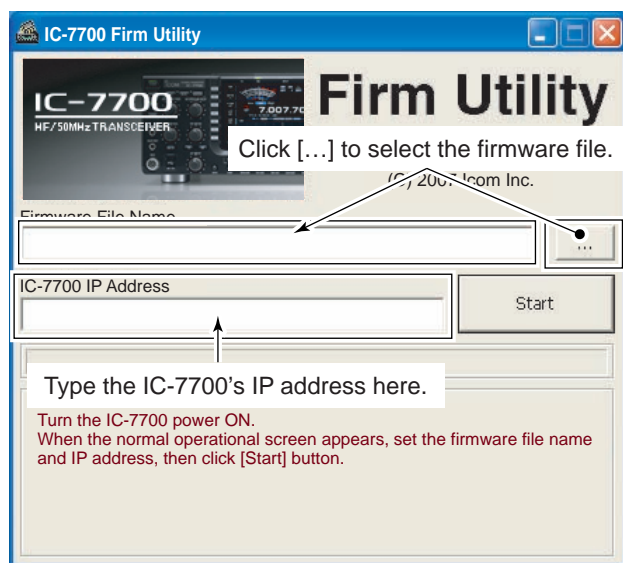 IC-7700 Firm Utility
IC-7700
HF/50MHz TRANSCEIVER
7.007.70
Firm Utility
Click […] to select the firmware file.
(C) 2007 Icom Inc.
Firmware File Name
...
IC-7700 IP Address
Start
Type the IC-7700's IP address here.
Turn the IC-7700 power ON.
When the normal operational screen appears, set the firmware file name
and IP address, then click [Start] button.